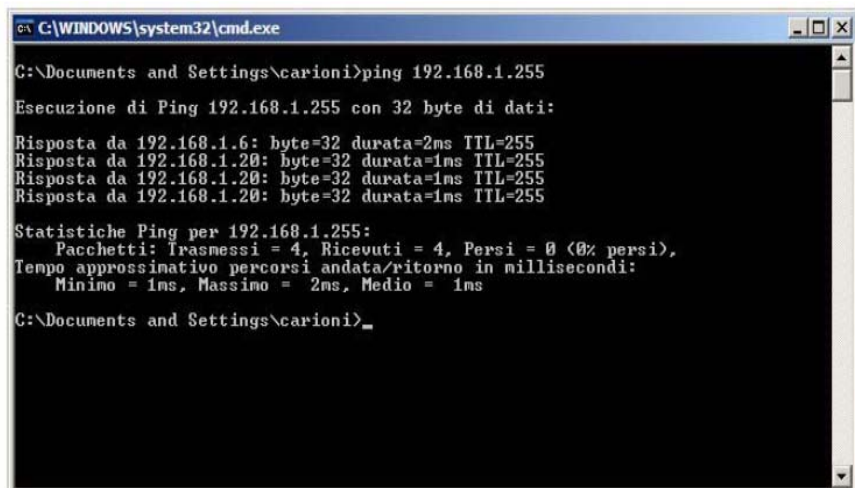 C:\WINDOWS\system32\cmd.exe
C:\Documents and Settings\carioni>ping 192.168.1.255
Esecuzione di Ping 192.168.1.255 con 32 byte di dati:
Risposta da 192.168.1.6: byte=32 durata=2ms TTL=255
Risposta da 192.168.1.20: byte=32 durata=1ms TTL=255
Risposta da 192.168.1.20: byte=32 durata=1ms TTL=255
Risposta da 192.168.1.20: byte=32 durata=1ms TTL=255
Statistiche Ping per 192.168.1.255:
    Pacchetti: Trasmessi = 4, Ricevuti = 4, Persi = 0 (0% persi),
Tempo approssimativo percorsi andata/ritorno in millisecondi:
    Minimo = 1ms, Massimo =  2ms, Medio =  1ms
C:\Documents and Settings\carioni>_